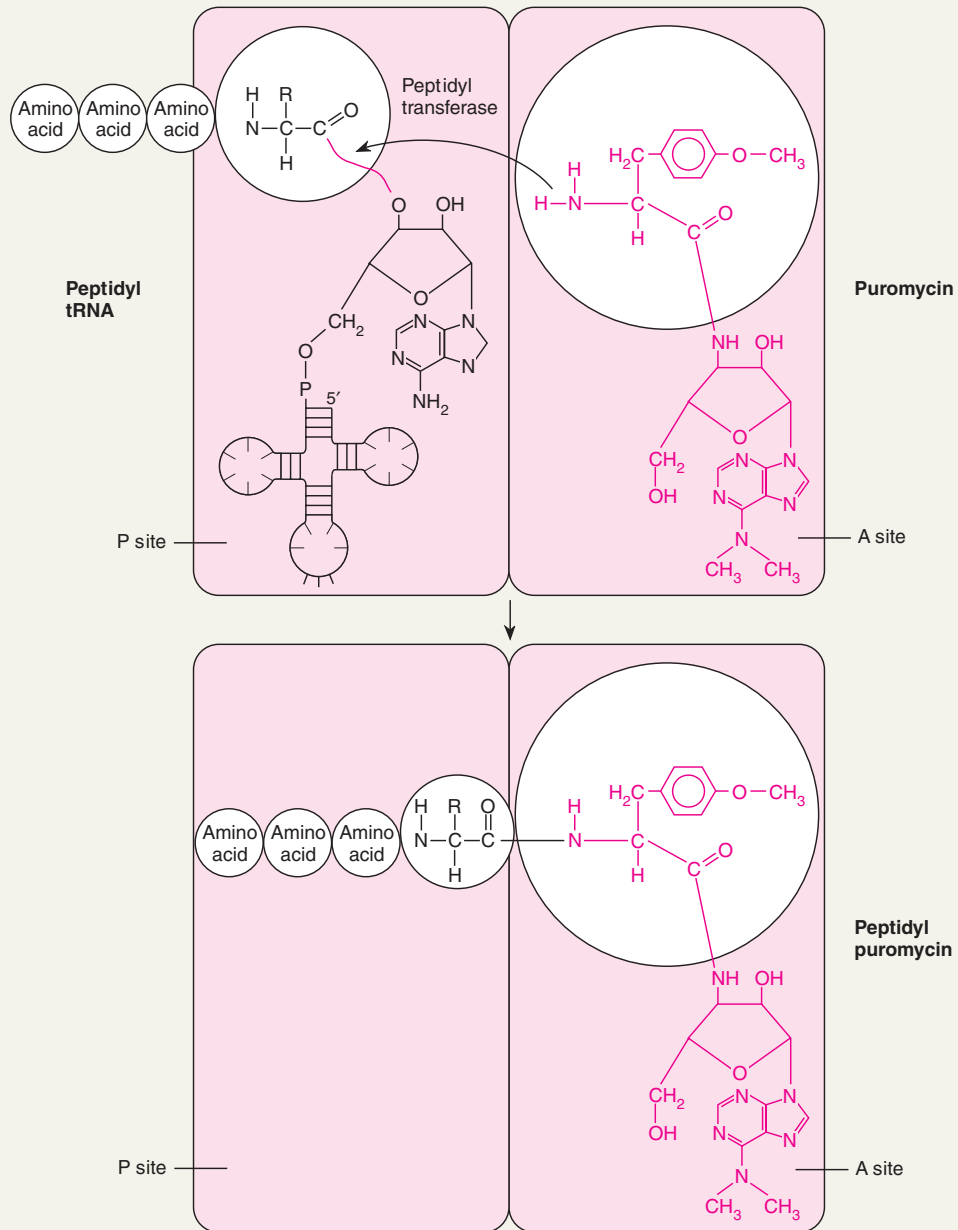 Peptidyl
transferase
Amino
acid
Amino
acid
Amino
acid
H
R
O
N—C—C
H
O
OH
O
CH₂
O
P
5′
N
N
N
N
NH₂
Peptidyl
tRNA
P site
H₂C
O—CH₃
H
H—N
C
H
C
O
NH
OH
O
CH₂
OH
N
N
N
N
N
CH₃
CH₃
Puromycin
A site
Amino
acid
Amino
acid
Amino
acid
H
R
O
N—C—C
H
H₂C
O—CH₃
H
N
C
H
C
O
NH
OH
O
CH₂
OH
N
N
N
N
N
CH₃
CH₃
Peptidyl
puromycin
P site
A site